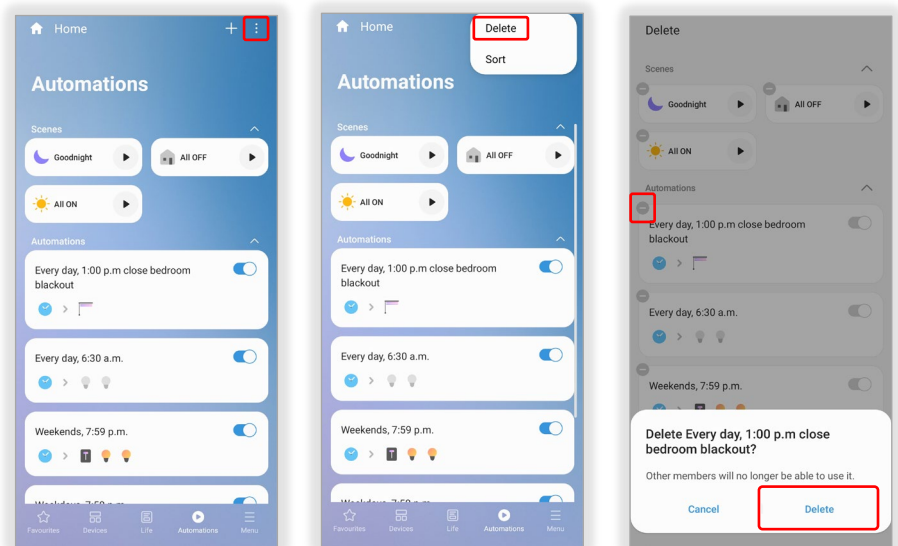 Home
Automations
Scenes
Goodnight
All OFF
All ON
Automations
Every day, 1:00 p.m close bedroom
blackout
Every day, 6:30 a.m.
Weekends, 7:59 p.m.
Favourites
Devices
Life
Automations
Menu
Home
Delete
Sort
Automations
Scenes
Goodnight
All OFF
All ON
Automations
Every day, 1:00 p.m close bedroom
blackout
Every day, 6:30 a.m.
Weekends, 7:59 p.m.
Favourites
Devices
Life
Automations
Menu
Delete
Scenes
Goodnight
All OFF
All ON
Automations
Every day, 1:00 p.m close bedroom
blackout
Every day, 6:30 a.m.
Weekends, 7:59 p.m.
Delete Every day, 1:00 p.m close
bedroom blackout?
Other members will no longer be able to use it.
Cancel
Delete